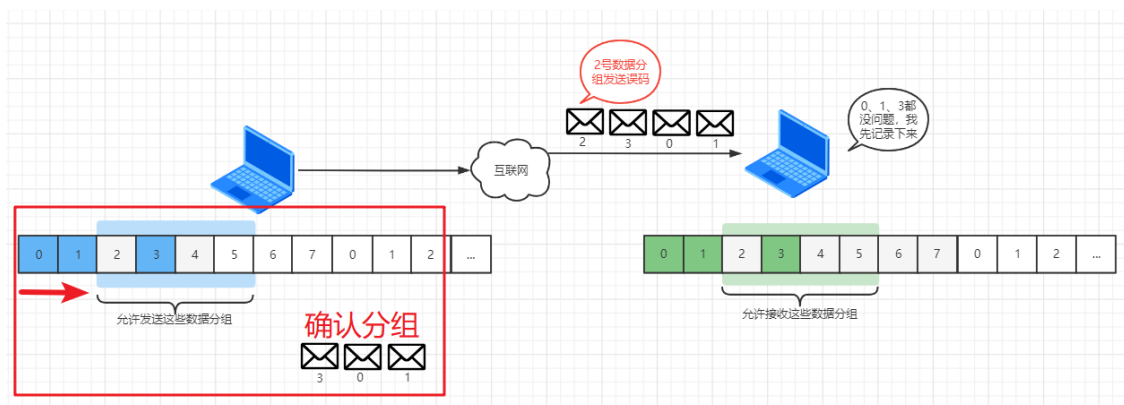 2号数据分
组发送误码
2 3 0 1
0、1、3都
没问题，我
先记录下来
互联网
0 1 2 3 4 5 6 7 0 1 2 ...
0 1 2 3 4 5 6 7 0 1 2 ...
允许发送这些数据分组
允许接收这些数据分组
确认分组
3 0 1